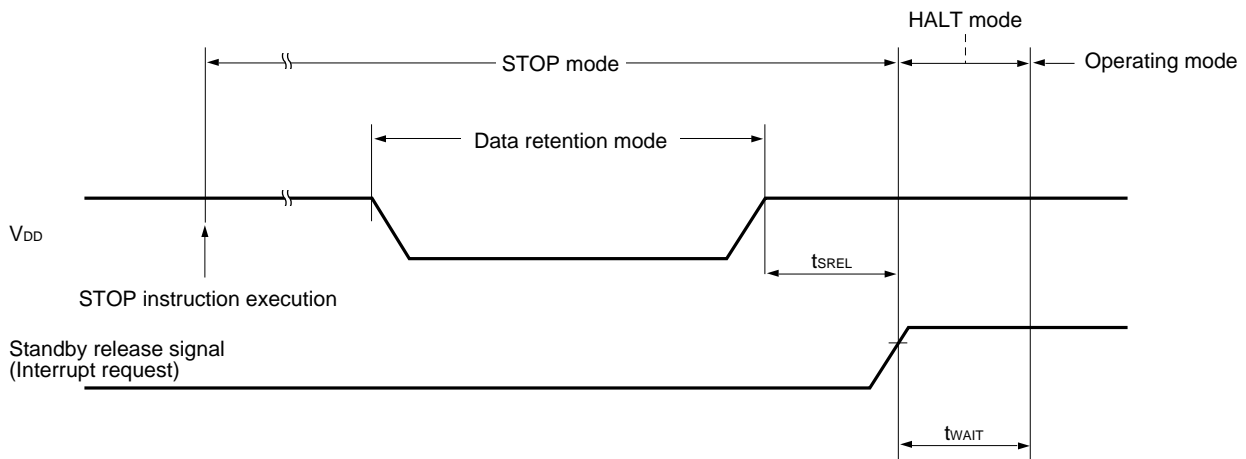 HALT mode
STOP mode
Operating mode
Data retention mode
VDD
tSREL
STOP instruction execution
Standby release signal
(Interrupt request)
tWAIT